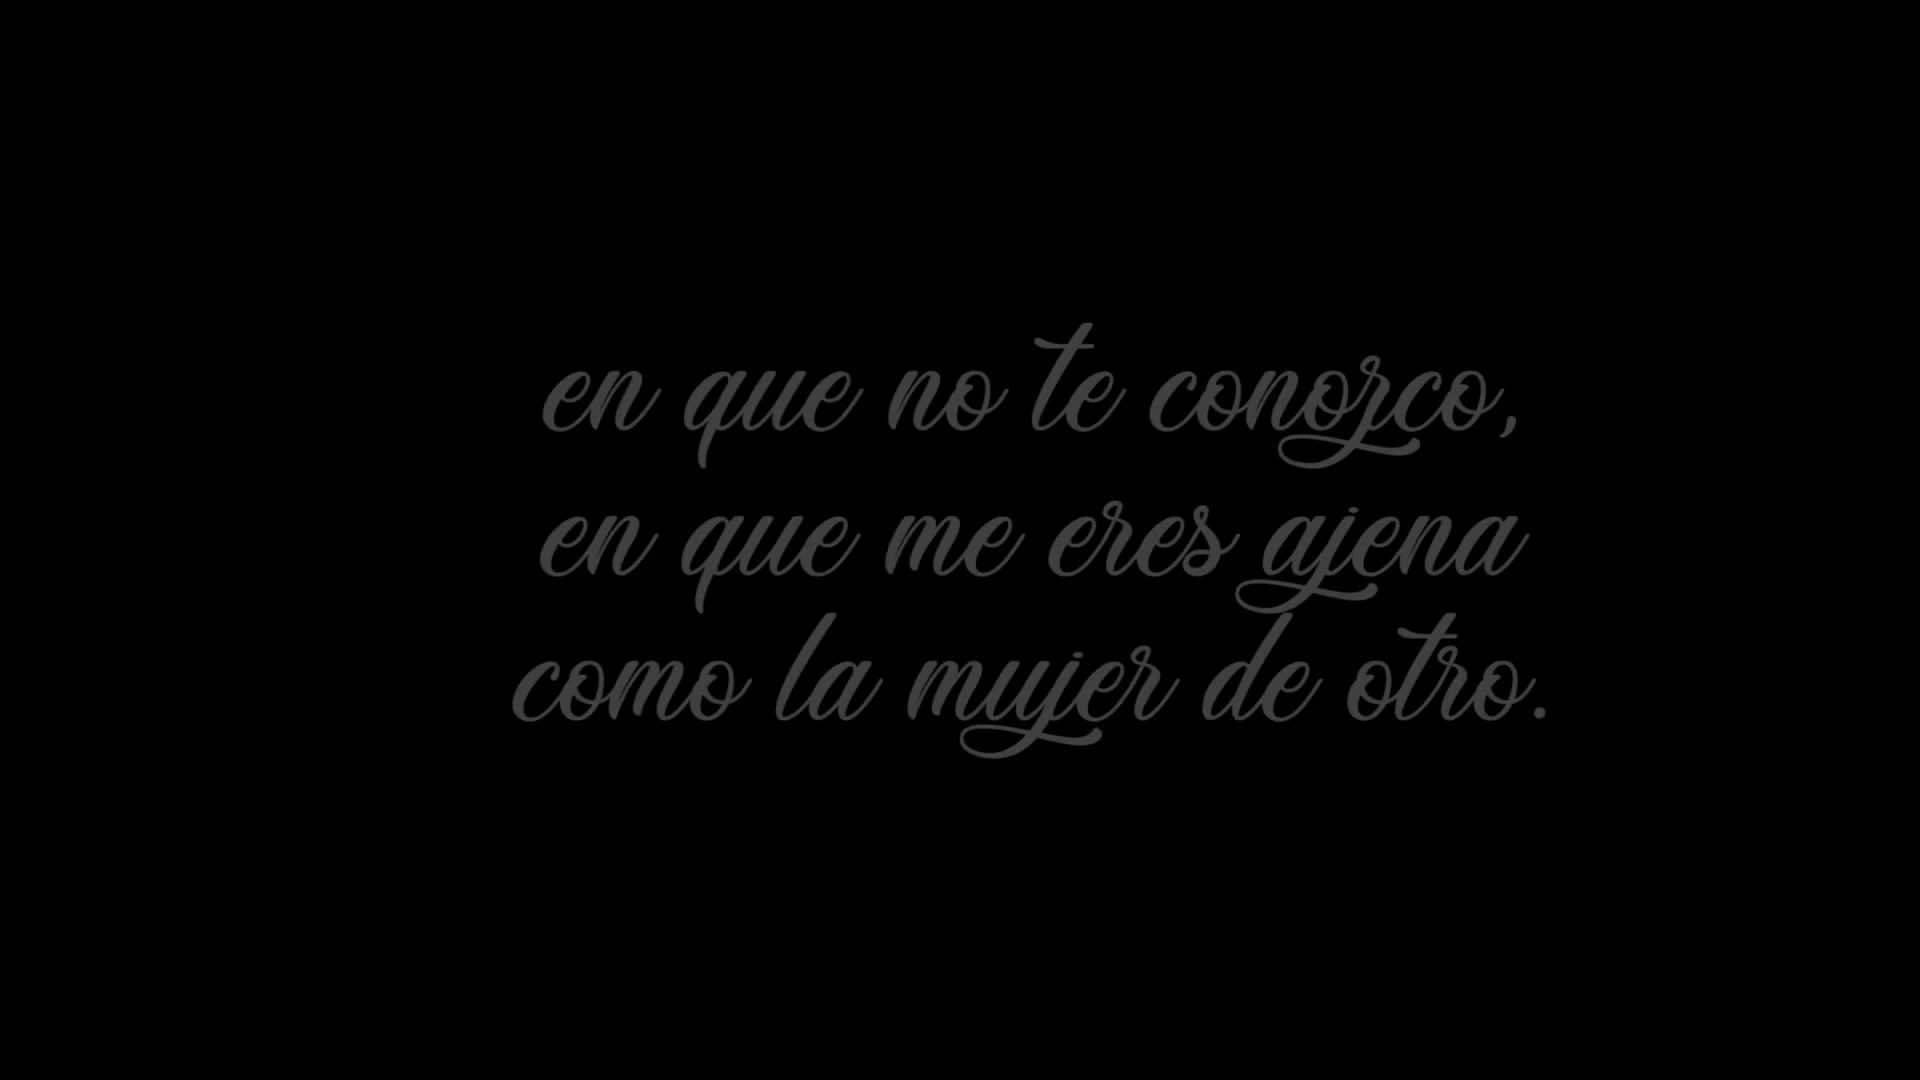 en que no te conozco,
en que me eres ajena
como la mujer de otro.